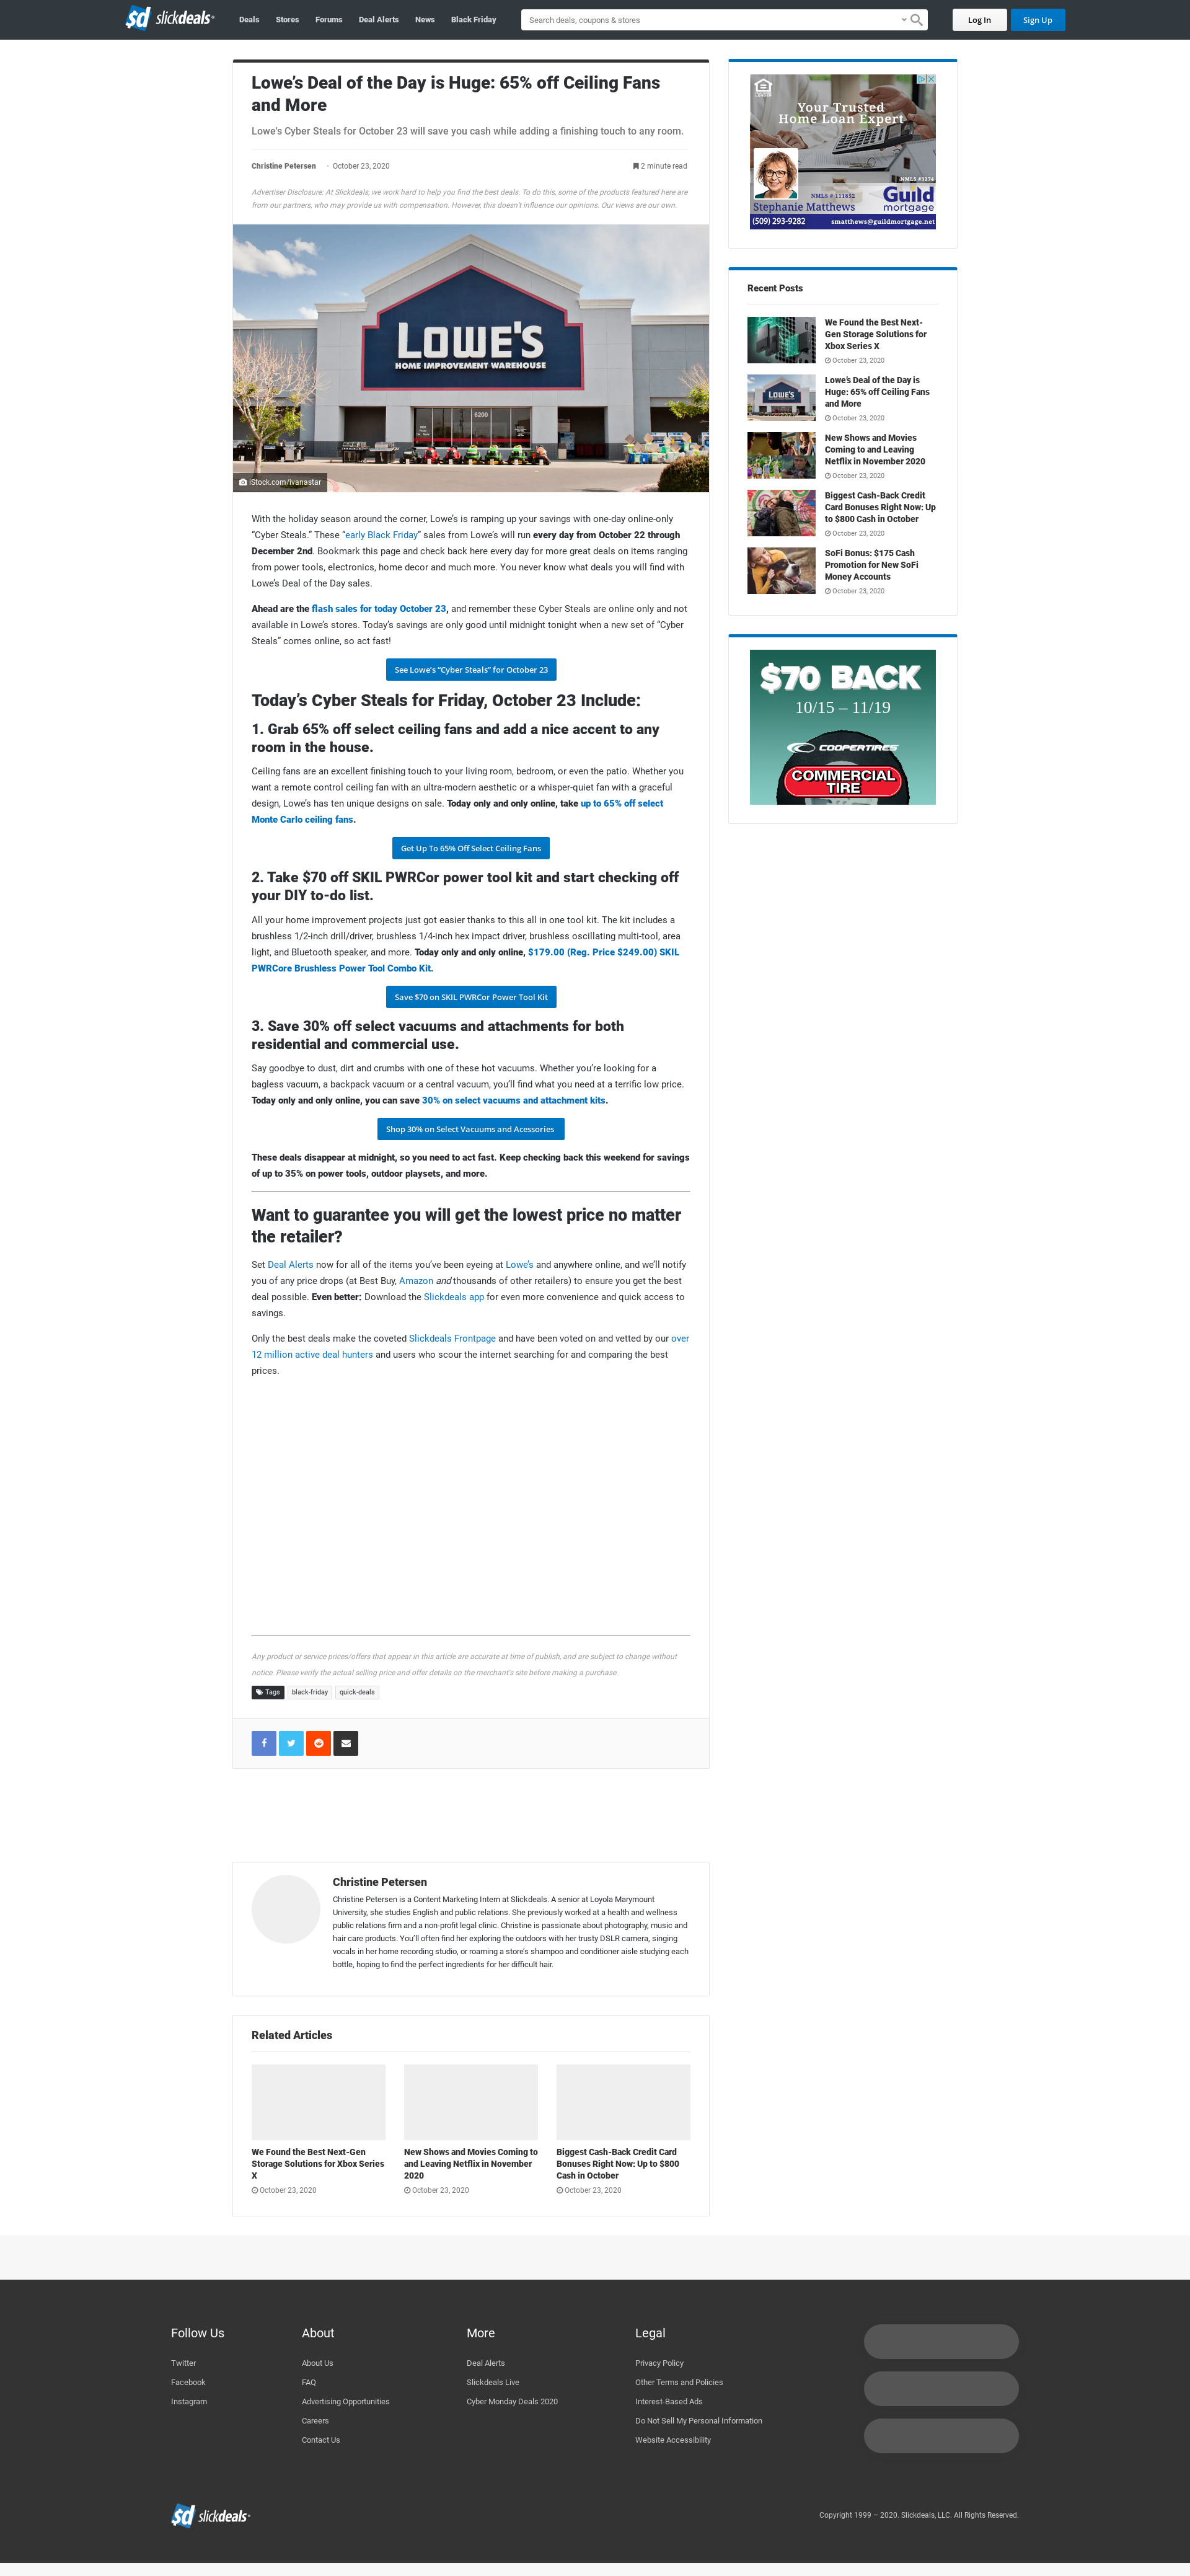 sd slickdeals
Deals Stores Forums Deal Alerts News Black Friday
Search deals, coupons & stores
Log In
Sign Up
Lowe’s Deal of the Day is Huge: 65% off Ceiling Fans
and More
Lowe's Cyber Steals for October 23 will save you cash while adding a finishing touch to any room.
Christine Petersen · October 23, 2020
2 minute read
Advertiser Disclosure: At Slickdeals, we work hard to help you find the best deals. To do this, some of the products featured here are
from our partners, who may provide us with compensation. However, this doesn’t influence our opinions. Our views are our own.
LOWE'S
HOME IMPROVEMENT WAREHOUSE
6200
iStock.com/ivanastar
With the holiday season around the corner, Lowe’s is ramping up your savings with one-day online-only
“Cyber Steals.” These “early Black Friday” sales from Lowe’s will run every day from October 22 through
December 2nd. Bookmark this page and check back here every day for more great deals on items ranging
from power tools, electronics, home decor and much more. You never know what deals you will find with
Lowe’s Deal of the Day sales.
Ahead are the flash sales for today October 23, and remember these Cyber Steals are online only and not
available in Lowe’s stores. Today’s savings are only good until midnight tonight when a new set of “Cyber
Steals” comes online, so act fast!
See Lowe’s “Cyber Steals” for October 23
Today’s Cyber Steals for Friday, October 23 Include:
1. Grab 65% off select ceiling fans and add a nice accent to any
room in the house.
Ceiling fans are an excellent finishing touch to your living room, bedroom, or even the patio. Whether you
want a remote control ceiling fan with an ultra-modern aesthetic or a whisper-quiet fan with a graceful
design, Lowe’s has ten unique designs on sale. Today only and only online, take up to 65% off select
Monte Carlo ceiling fans.
Get Up To 65% Off Select Ceiling Fans
2. Take $70 off SKIL PWRCor power tool kit and start checking off
your DIY to-do list.
All your home improvement projects just got easier thanks to this all in one tool kit. The kit includes a
brushless 1/2-inch drill/driver, brushless 1/4-inch hex impact driver, brushless oscillating multi-tool, area
light, and Bluetooth speaker, and more. Today only and only online, $179.00 (Reg. Price $249.00) SKIL
PWRCore Brushless Power Tool Combo Kit.
Save $70 on SKIL PWRCor Power Tool Kit
3. Save 30% off select vacuums and attachments for both
residential and commercial use.
Say goodbye to dust, dirt and crumbs with one of these hot vacuums. Whether you’re looking for a
bagless vacuum, a backpack vacuum or a central vacuum, you’ll find what you need at a terrific low price.
Today only and only online, you can save 30% on select vacuums and attachment kits.
Shop 30% on Select Vacuums and Acessories
These deals disappear at midnight, so you need to act fast. Keep checking back this weekend for savings
of up to 35% on power tools, outdoor playsets, and more.
Want to guarantee you will get the lowest price no matter
the retailer?
Set Deal Alerts now for all of the items you’ve been eyeing at Lowe’s and anywhere online, and we’ll notify
you of any price drops (at Best Buy, Amazon and thousands of other retailers) to ensure you get the best
deal possible. Even better: Download the Slickdeals app for even more convenience and quick access to
savings.
Only the best deals make the coveted Slickdeals Frontpage and have been voted on and vetted by our over
12 million active deal hunters and users who scour the internet searching for and comparing the best
prices.
Any product or service prices/offers that appear in this article are accurate at time of publish, and are subject to change without
notice. Please verify the actual selling price and offer details on the merchant's site before making a purchase.
Tags black-friday quick-deals
Christine Petersen
Christine Petersen is a Content Marketing Intern at Slickdeals. A senior at Loyola Marymount
University, she studies English and public relations. She previously worked at a health and wellness
public relations firm and a non-profit legal clinic. Christine is passionate about photography, music and
hair care products. You’ll often find her exploring the outdoors with her trusty DSLR camera, singing
vocals in her home recording studio, or roaming a store’s shampoo and conditioner aisle studying each
bottle, hoping to find the perfect ingredients for her difficult hair.
Related Articles
We Found the Best Next-Gen
Storage Solutions for Xbox Series
X
October 23, 2020
New Shows and Movies Coming to
and Leaving Netflix in November
2020
October 23, 2020
Biggest Cash-Back Credit Card
Bonuses Right Now: Up to $800
Cash in October
October 23, 2020
Your Trusted
Home Loan Expert
NMLS #3274
NMLS # 111832
Stephanie Matthews
Guild
mortgage
(509) 293-9282
smatthews@guildmortgage.net
Recent Posts
We Found the Best Next-
Gen Storage Solutions for
Xbox Series X
October 23, 2020
Lowe’s Deal of the Day is
Huge: 65% off Ceiling Fans
and More
October 23, 2020
New Shows and Movies
Coming to and Leaving
Netflix in November 2020
October 23, 2020
Biggest Cash-Back Credit
Card Bonuses Right Now: Up
to $800 Cash in October
October 23, 2020
SoFi Bonus: $175 Cash
Promotion for New SoFi
Money Accounts
October 23, 2020
$70 BACK
10/15 – 11/19
COOPERTIRES
COMMERCIAL
TIRE
Follow Us
Twitter
Facebook
Instagram
About
About Us
FAQ
Advertising Opportunities
Careers
Contact Us
More
Deal Alerts
Slickdeals Live
Cyber Monday Deals 2020
Legal
Privacy Policy
Other Terms and Policies
Interest-Based Ads
Do Not Sell My Personal Information
Website Accessibility
sd slickdeals
Copyright 1999 – 2020. Slickdeals, LLC. All Rights Reserved.